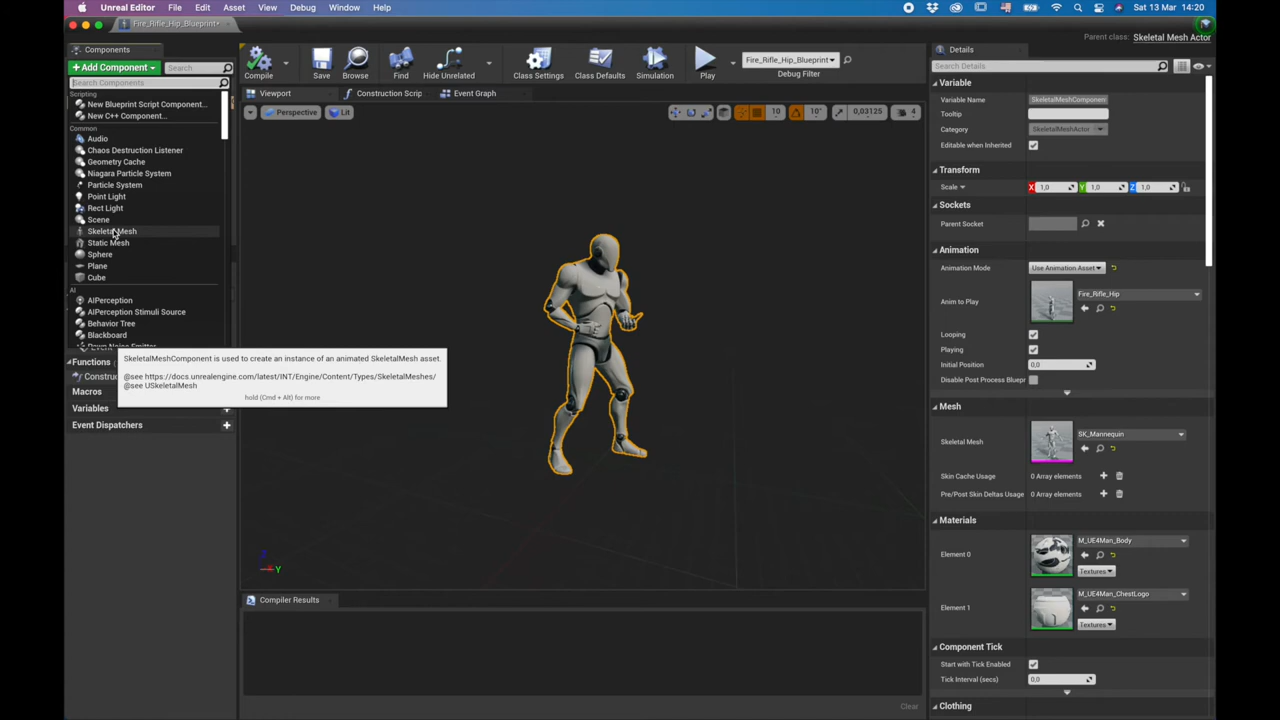 Unreal Editor File Edit Asset View Debug Window Help
Sat 13 Mar 14:20
Fire_Rifle_Hip_Blueprint*
Parent class: Skeletal Mesh Actor
Components
+ Add Component
Search
Search Components
Scripting
New Blueprint Script Component...
New C++ Component...
Common
Audio
Chaos Destruction Listener
Geometry Cache
Niagara Particle System
Particle System
Point Light
Rect Light
Scene
Skeletal Mesh
Static Mesh
Sphere
Plane
Cube
AI
AIPerception
AIPerception Stimuli Source
Behavior Tree
Blackboard
SkeletalMeshComponent is used to create an instance of an animated SkeletalMesh asset.
@see https://docs.unrealengine.com/latest/INT/Engine/Content/Types/SkeletalMeshes/
@see USkeletalMesh
hold (Cmd + Alt) for more
Functions
Constru
Macros
Variables
Event Dispatchers
Compile
Save
Browse
Find
Hide Unrelated
Class Settings
Class Defaults
Simulation
Play
Fire_Rifle_Hip_Blueprint
Debug Filter
Viewport
Construction Scrip
Event Graph
Perspective
Lit
10
10°
0,03125
4
Z
Y
Compiler Results
Clear
Details
Search Details
Variable
Variable Name SkeletalMeshComponen
Tooltip
Category SkeletalMeshActor
Editable when Inherited
Transform
Scale X 1,0 Y 1,0 Z 1,0
Sockets
Parent Socket
Animation
Animation Mode Use Animation Asset
Anim to Play Fire_Rifle_Hip
Looping
Playing
Initial Position 0,0
Disable Post Process Bluepr
Mesh
Skeletal Mesh SK_Mannequin
Skin Cache Usage 0 Array elements
Pre/Post Skin Deltas Usage 0 Array elements
Materials
Element 0 M_UE4Man_Body
Textures
Element 1 M_UE4Man_ChestLogo
Textures
Component Tick
Start with Tick Enabled
Tick Interval (secs) 0,0
Clothing